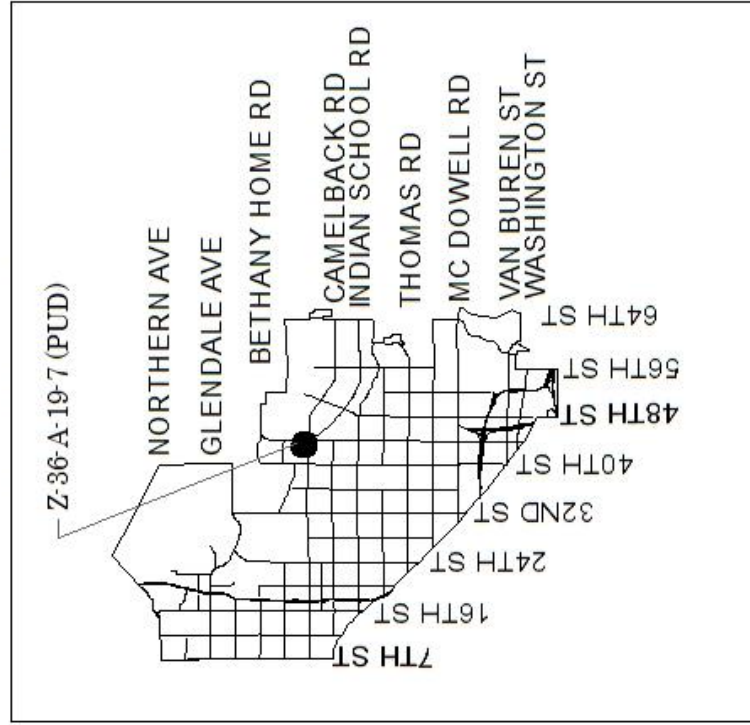 Z-36-A-19-7 (PUD)
NORTHERN AVE
GLENDALE AVE
BETHANY HOME RD
CAMELBACK RD
INDIAN SCHOOL RD
THOMAS RD
MC DOWELL RD
VAN BUREN ST
WASHINGTON ST
7TH ST
16TH ST
24TH ST
32ND ST
40TH ST
48TH ST
56TH ST
64TH ST